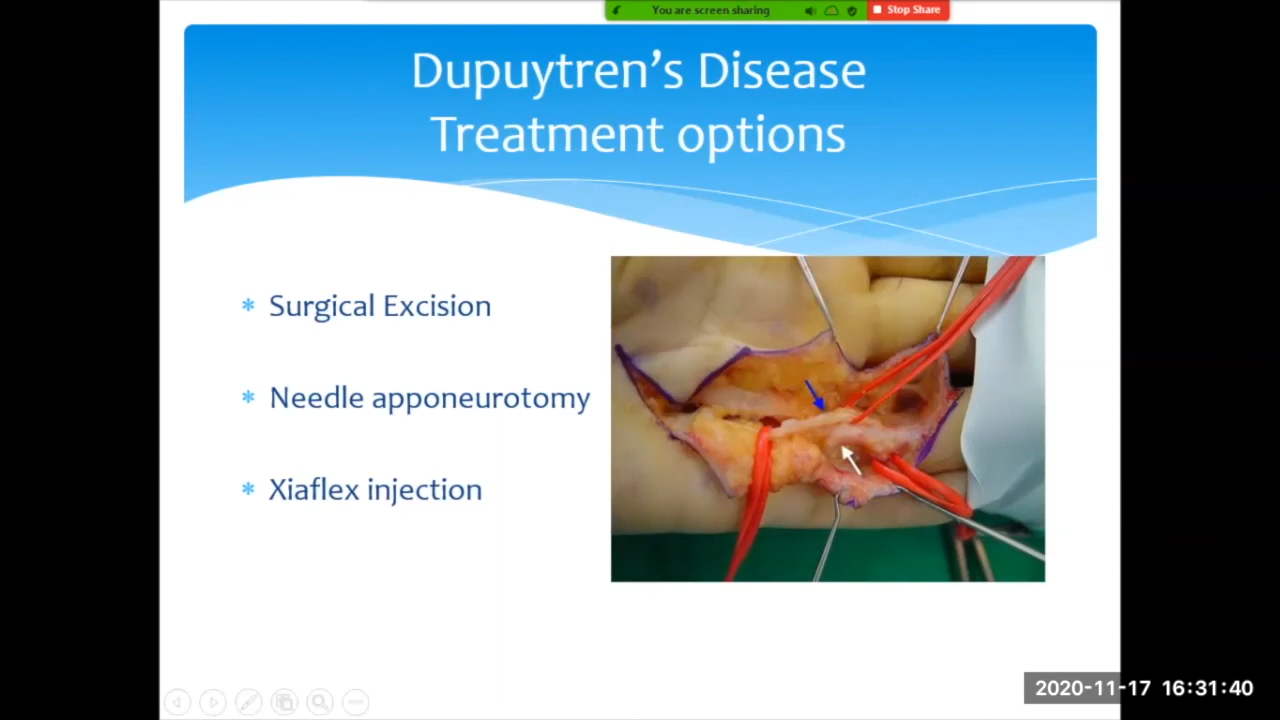 You are screen sharing
Stop Share
Dupuytren’s Disease
Treatment options
* Surgical Excision
* Needle apponeurotomy
* Xiaflex injection
2020-11-17 16:31:40